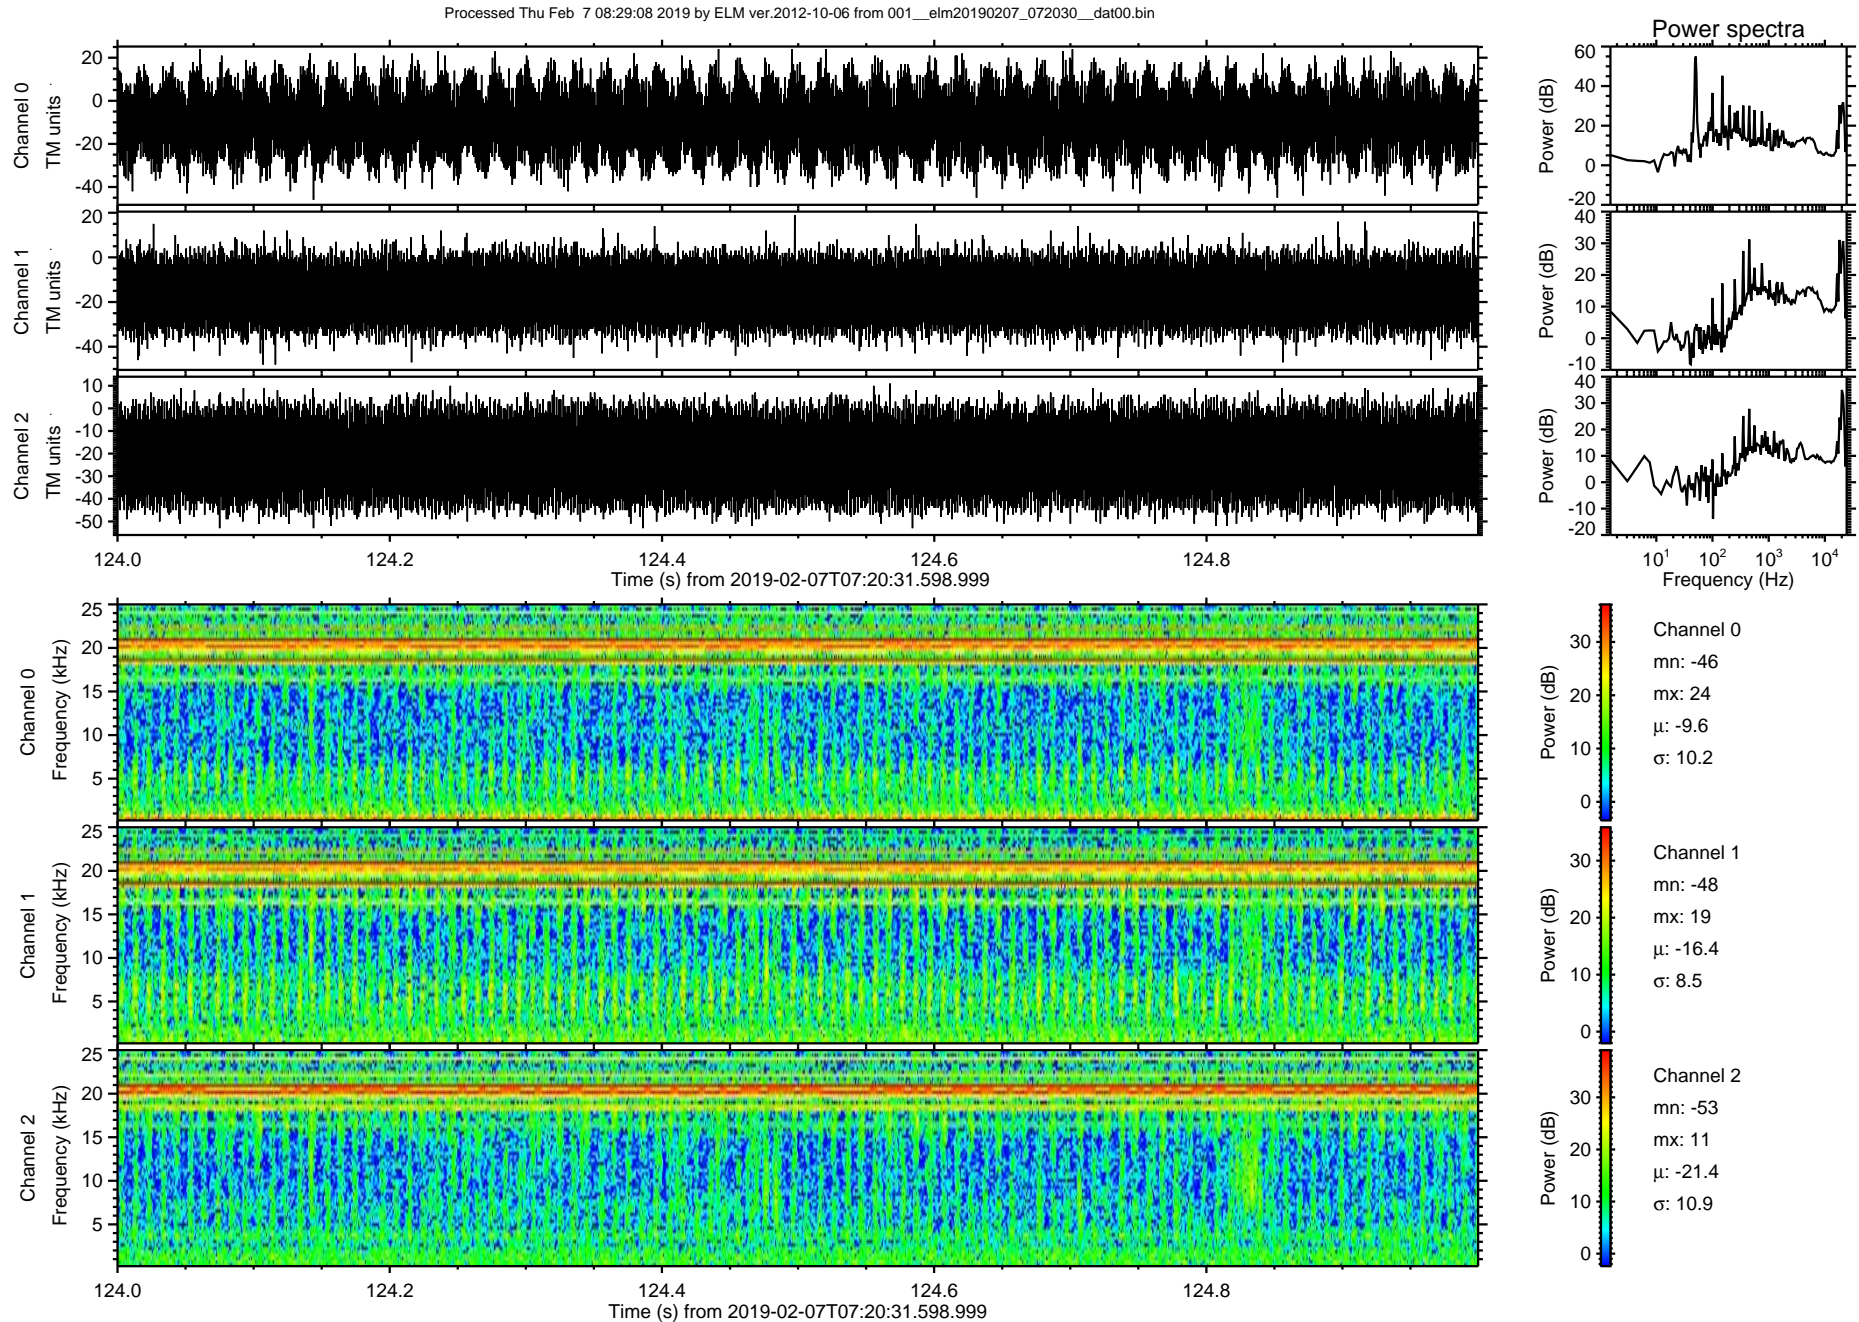 Processed Thu Feb  7 08:29:08 2019 by ELM ver.2012-10-06 from 001__elm20190207_072030__dat00.bin
Power spectra
Channel 0
TM units
20
0
-20
-40
Power (dB)
60
40
20
0
-20
Channel 1
TM units
20
0
-20
-40
Power (dB)
40
30
20
10
0
-10
Channel 2
TM units
10
0
-10
-20
-30
-40
-50
Power (dB)
40
30
20
10
0
-10
-20
124.0 124.2 124.4 124.6 124.8
Time (s) from 2019-02-07T07:20:31.598.999
10¹ 10² 10³ 10⁴
Frequency (Hz)
Channel 0
Frequency (kHz)
25
20
15
10
5
Power (dB)
30
20
10
0
Channel 0
mn: -46
mx: 24
μ: -9.6
σ: 10.2
Channel 1
Frequency (kHz)
25
20
15
10
5
Power (dB)
30
20
10
0
Channel 1
mn: -48
mx: 19
μ: -16.4
σ: 8.5
Channel 2
Frequency (kHz)
25
20
15
10
5
Power (dB)
30
20
10
0
Channel 2
mn: -53
mx: 11
μ: -21.4
σ: 10.9
124.0 124.2 124.4 124.6 124.8
Time (s) from 2019-02-07T07:20:31.598.999